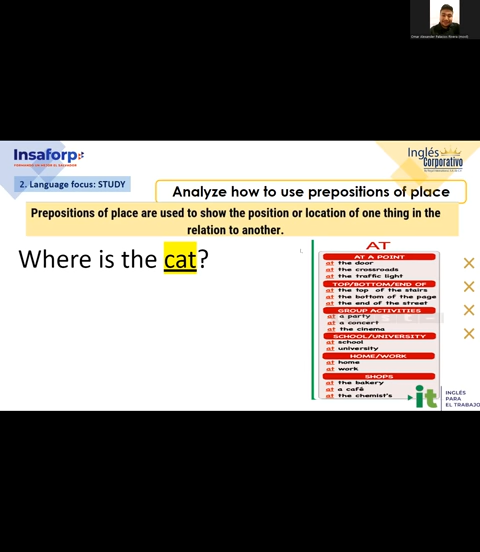 Insaforp
Inglés
Corporativo
2. Language focus: STUDY
Analyze how to use prepositions of place
Prepositions of place are used to show the position or location of one thing in the
relation to another.
Where is the cat?
AT
AT A POINT
at the door
at the crossroads
at the traffic light
TOP/BOTTOM/END OF
at the top of the stairs
at the bottom of the page
at the end of the street
GROUP ACTIVITIES
at a party
at a concert
at the cinema
SCHOOL/UNIVERSITY
at school
at university
HOME/WORK
at home
at work
SHOPS
at the bakery
at a café
at the chemist's
it
INGLÉS
PARA
EL TRABAJO